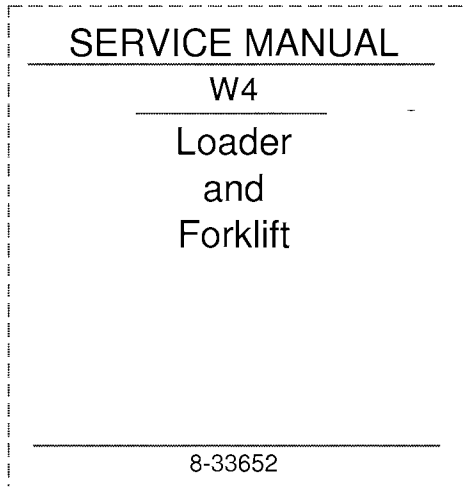 SERVICE MANUAL
W4
Loader
and
Forklift
8-33652